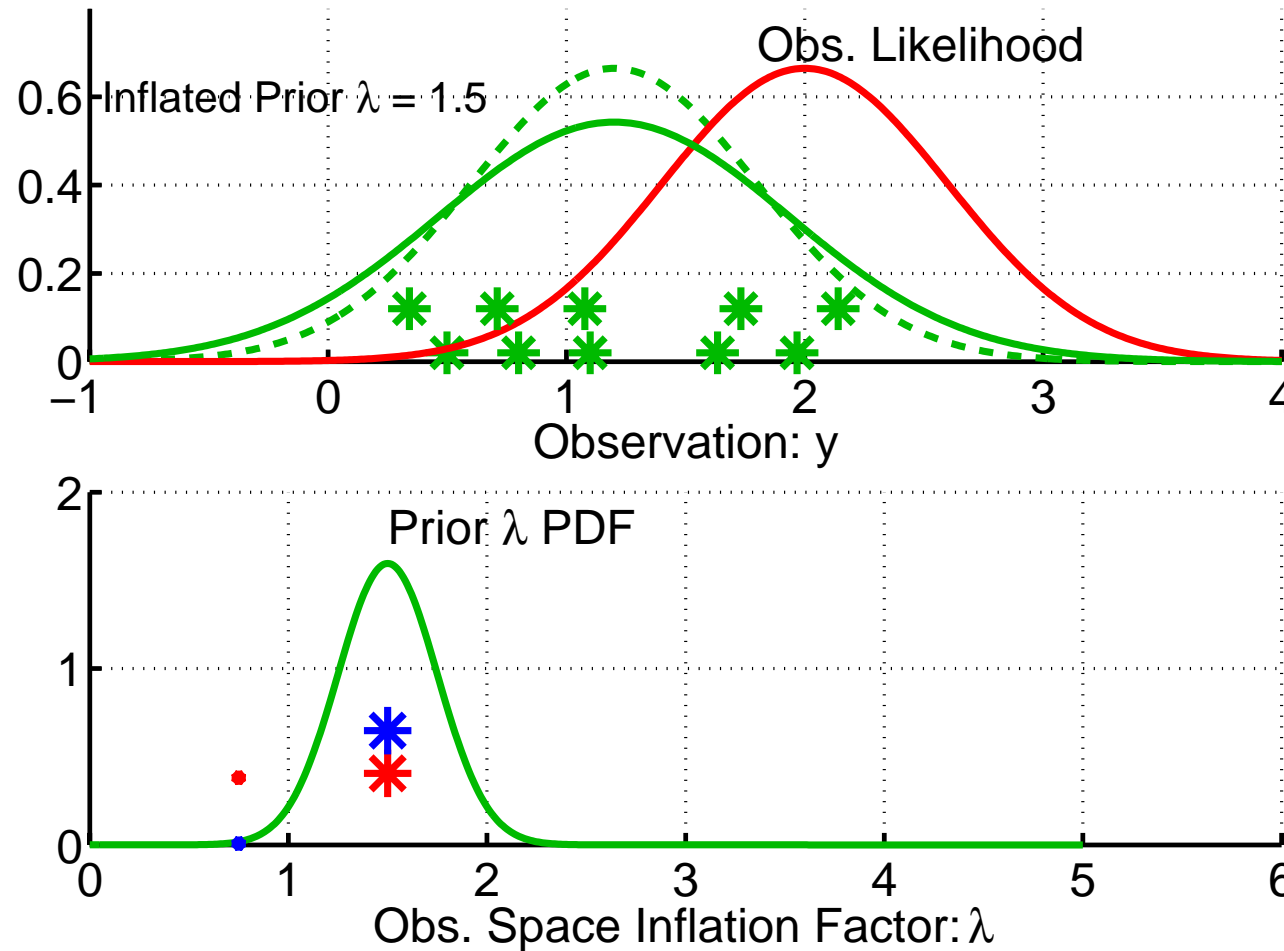 Obs. Likelihood
Inflated Prior λ = 1.5
0.6
0.4
0.2
0
−1 0 1 2 3 4
Observation: y
2
Prior λ PDF
1
0
0 1 2 3 4 5 6
Obs. Space Inflation Factor: λ